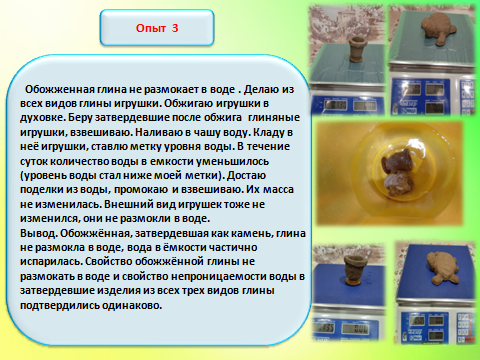 Опыт 3
Обожженная глина не размокает в воде . Делаю из
всех видов глины игрушки. Обжигаю игрушки в
духовке. Беру затвердевшие после обжига глиняные
игрушки, взвешиваю. Наливаю в чашу воду. Кладу в
неё игрушки, ставлю метку уровня воды. В течение
суток количество воды в емкости уменьшилось
(уровень воды стал ниже моей метки). Достаю
поделки из воды, промокаю и взвешиваю. Их масса
не изменилась. Внешний вид игрушек тоже не
изменился, они не размокли в воде.
Вывод. Обожжённая, затвердевшая как камень, глина
не размокла в воде, вода в ёмкости частично
испарилась. Свойство обожжённой глины не
размокать в воде и свойство непроницаемости воды в
затвердевшие изделия из всех трех видов глины
подтвердились одинаково.